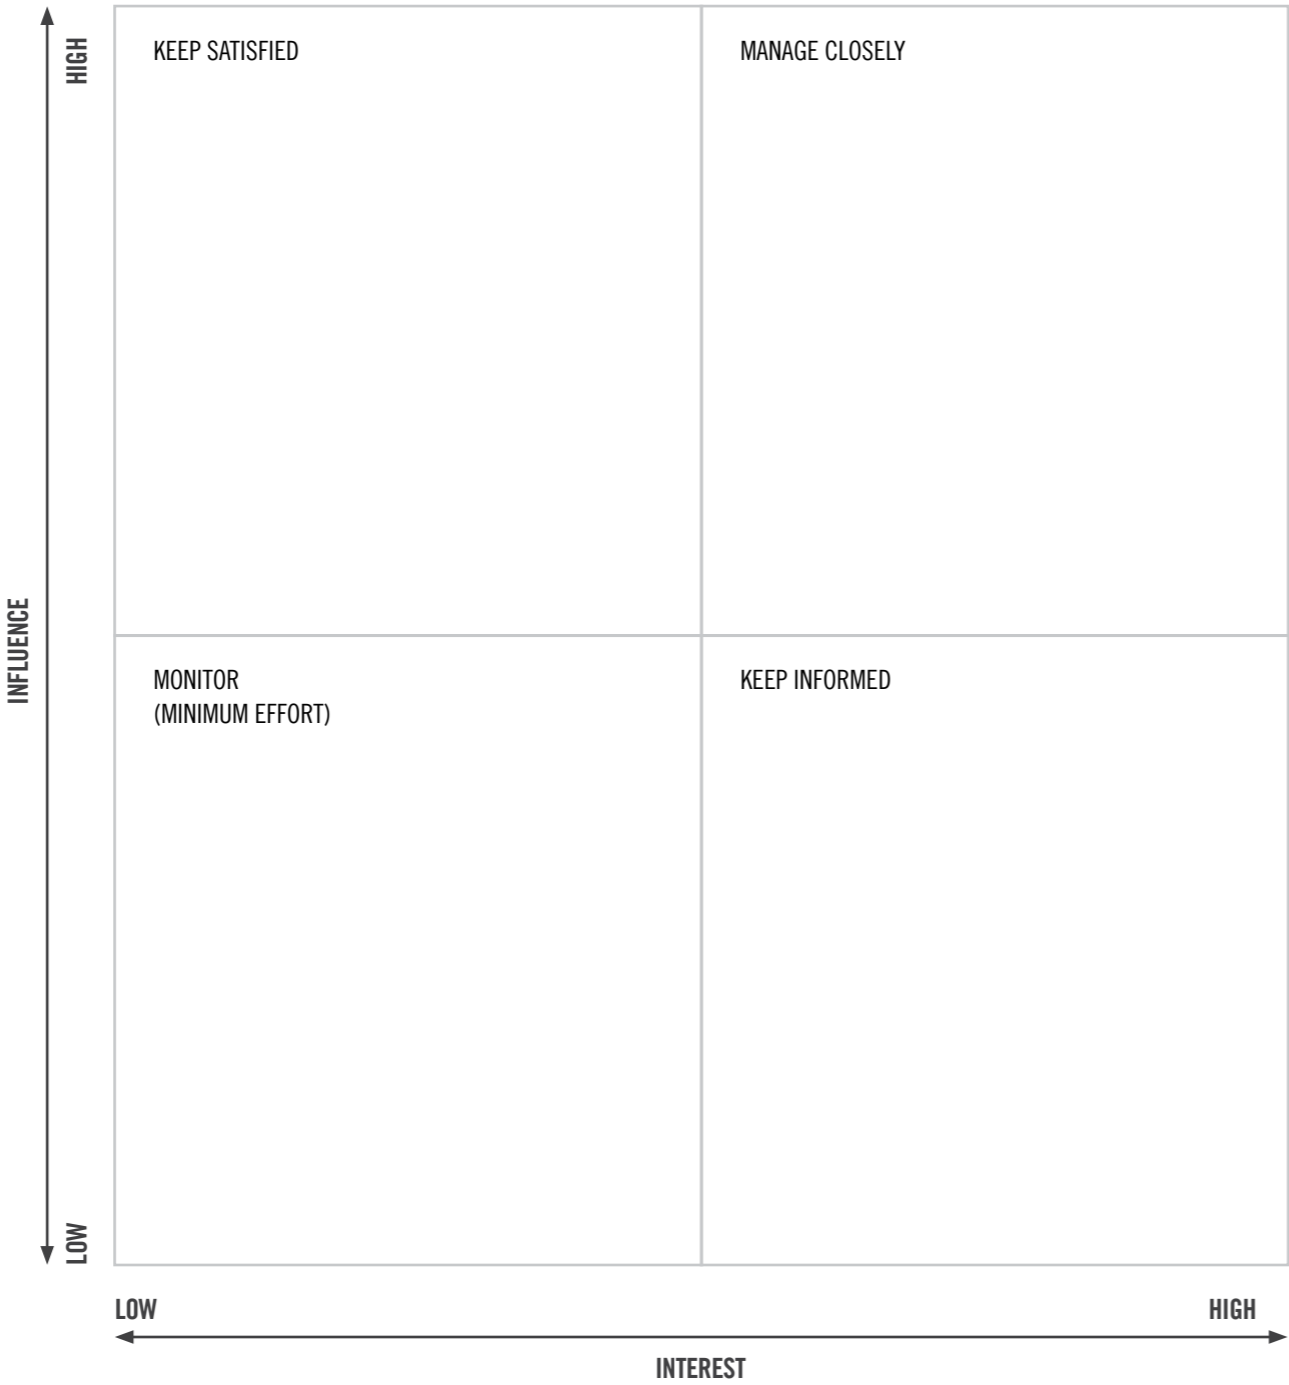 HIGH
KEEP SATISFIED
MANAGE CLOSELY
INFLUENCE
MONITOR
(MINIMUM EFFORT)
KEEP INFORMED
LOW
LOW
HIGH
INTEREST